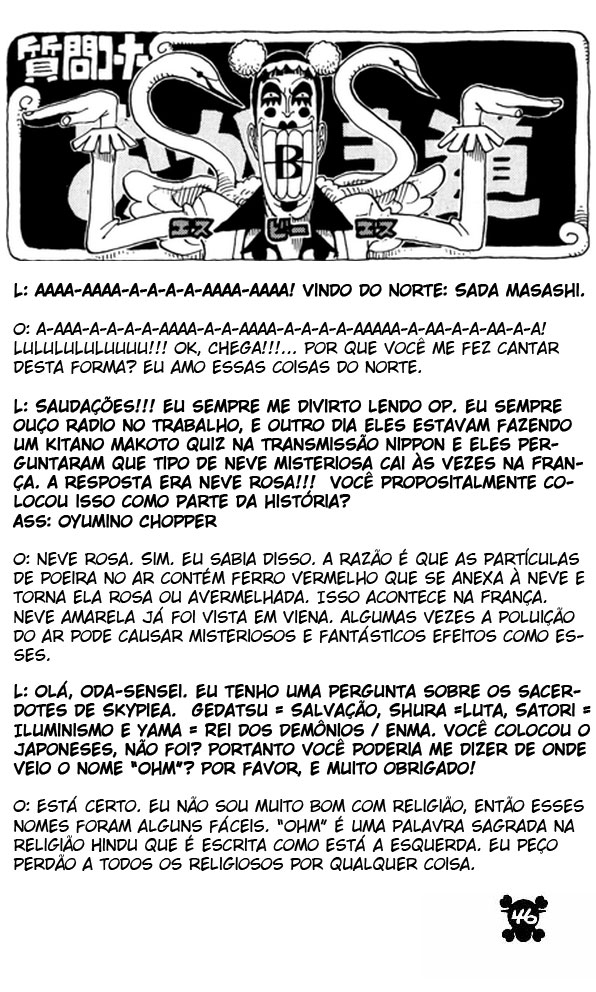 質問コーナー
エス ビー エス
B
L: AAAA-AAAA-A-A-A-A-AAAA-AAAA! VINDO DO NORTE: SADA MASASHI.
O: A-AAA-A-A-A-A-AAAA-A-A-AAAA-A-A-A-A-AAAAA-A-AA-A-A-AA-A-A!
LULULULULULUUUU!!! OK, CHEGA!!!... POR QUE VOCÊ ME FEZ CANTAR
DESTA FORMA? EU AMO ESSAS COISAS DO NORTE.
L: SAUDAÇÕES!!! EU SEMPRE ME DIVIRTO LENDO OP. EU SEMPRE
OUÇO RADIO NO TRABALHO, E OUTRO DIA ELES ESTAVAM FAZENDO
UM KITANO MAKOTO QUIZ NA TRANSMISSÃO NIPPON E ELES PER-
GUNTARAM QUE TIPO DE NEVE MISTERIOSA CAI ÀS VEZES NA FRAN-
ÇA. A RESPOSTA ERA NEVE ROSA!!! VOCÊ PROPOSITALMENTE CO-
LOCOU ISSO COMO PARTE DA HISTÓRIA?
ASS: OYUMINO CHOPPER
O: NEVE ROSA. SIM. EU SABIA DISSO. A RAZÃO É QUE AS PARTÍCULAS
DE POEIRA NO AR CONTÉM FERRO VERMELHO QUE SE ANEXA À NEVE E
TORNA ELA ROSA OU AVERMELHADA. ISSO ACONTECE NA FRANÇA.
NEVE AMARELA JÁ FOI VISTA EM VIENA. ALGUMAS VEZES A POLUIÇÃO
DO AR PODE CAUSAR MISTERIOSOS E FANTÁSTICOS EFEITOS COMO ES-
SES.
L: OLÁ, ODA-SENSEI. EU TENHO UMA PERGUNTA SOBRE OS SACER-
DOTES DE SKYPIEA. GEDATSU = SALVAÇÃO, SHURA =LUTA, SATORI =
ILUMINISMO E YAMA = REI DOS DEMÔNIOS / ENMA. VOCÊ COLOCOU O
JAPONESES, NÃO FOI? PORTANTO VOCÊ PODERIA ME DIZER DE ONDE
VEIO O NOME "OHM"? POR FAVOR, E MUITO OBRIGADO!
O: ESTÁ CERTO. EU NÃO SOU MUITO BOM COM RELIGIÃO, ENTÃO ESSES
NOMES FORAM ALGUNS FÁCEIS. "OHM" É UMA PALAVRA SAGRADA NA
RELIGIÃO HINDU QUE É ESCRITA COMO ESTÁ A ESQUERDA. EU PEÇO
PERDÃO A TODOS OS RELIGIOSOS POR QUALQUER COISA.
46